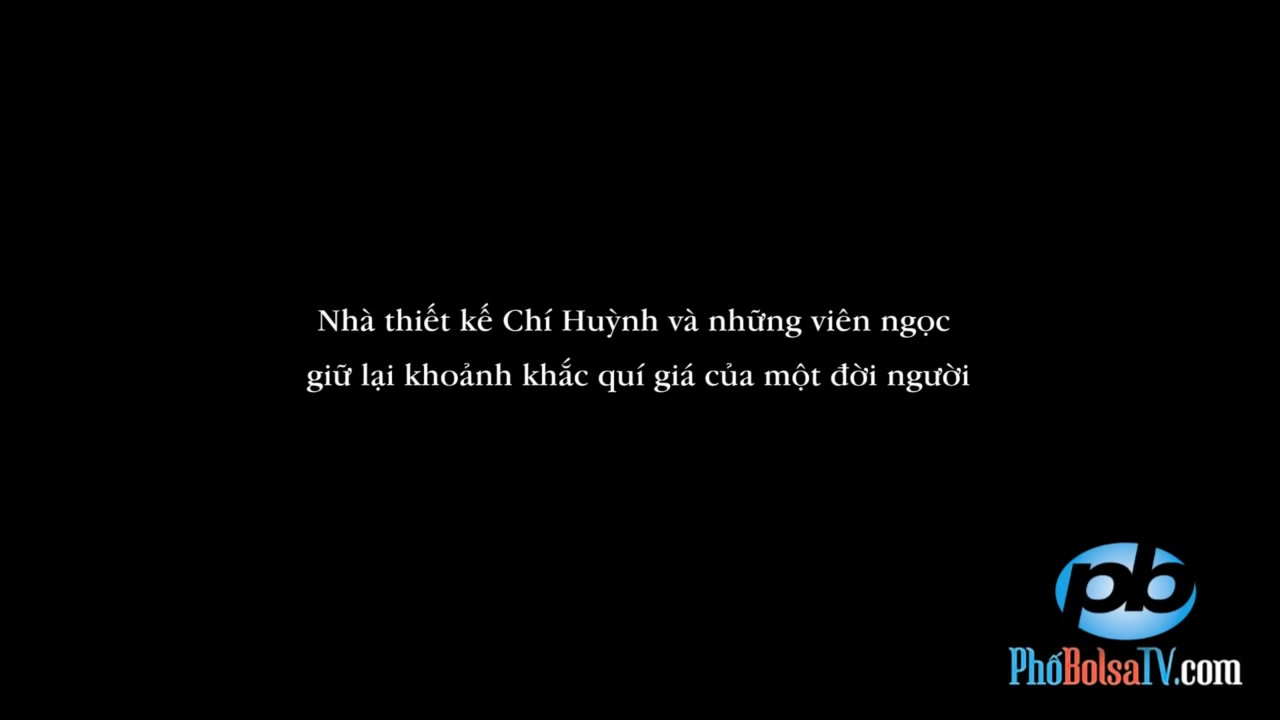 Nhà thiết kế Chí Huỳnh và những viên ngọc
giữ lại khoảnh khắc quí giá của một đời người
pb
PhốBolsaTV.com